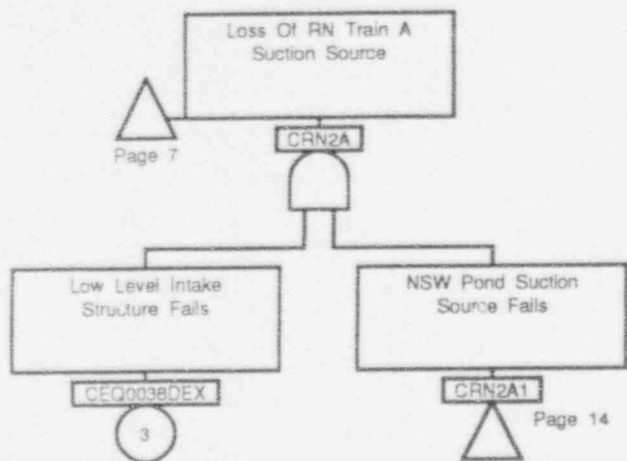 Loss Of RN Train A
Suction Source
Page 7
CRN2A
Low Level Intake
Structure Fails
NSW Pond Suction
Source Fails
CEQ0038DEX
CRN2A1
3
Page 14